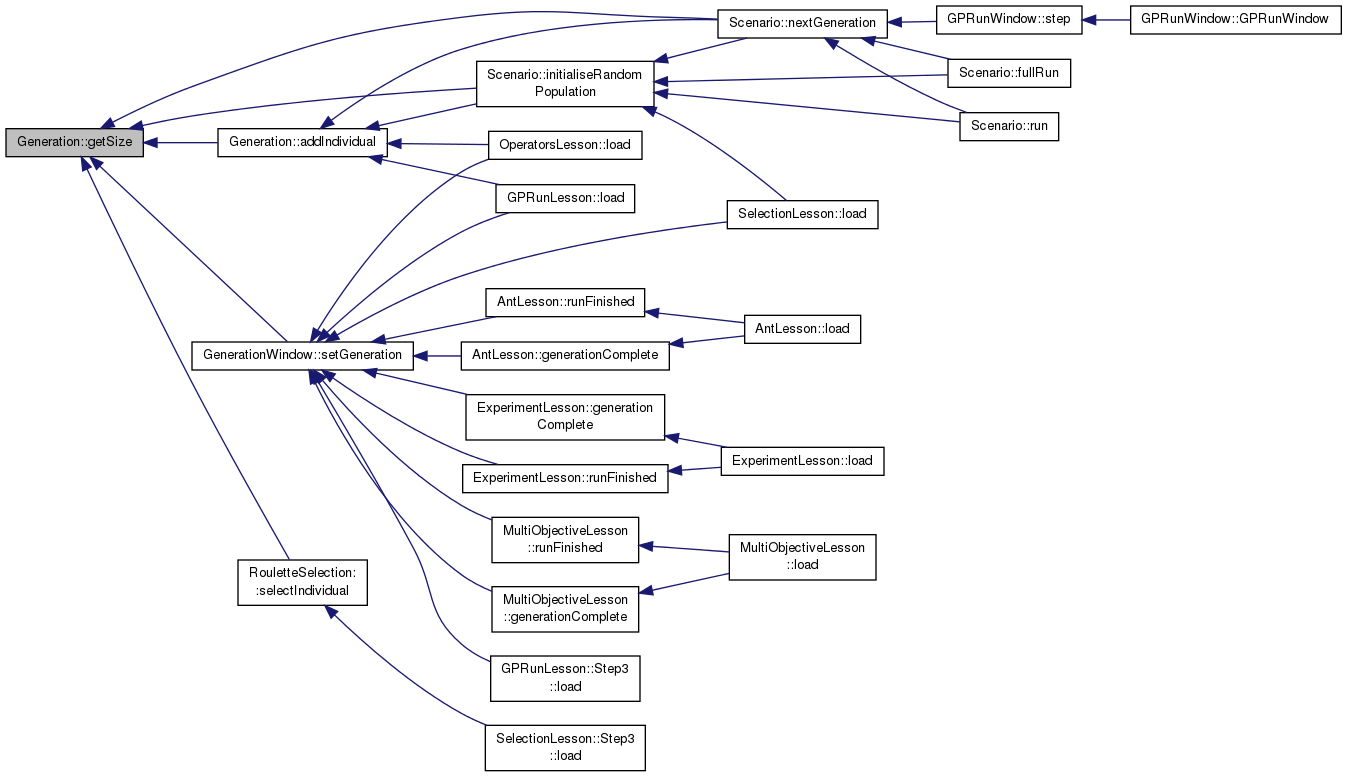 Generation::getSize
Scenario::nextGeneration
GPRunWindow::step
GPRunWindow::GPRunWindow
Scenario::fullRun
Scenario::run
Scenario::initialiseRandom
Population
Generation::addIndividual
OperatorsLesson::load
GPRunLesson::load
SelectionLesson::load
GenerationWindow::setGeneration
AntLesson::runFinished
AntLesson::load
AntLesson::generationComplete
ExperimentLesson::generation
Complete
ExperimentLesson::load
ExperimentLesson::runFinished
MultiObjectiveLesson
::runFinished
MultiObjectiveLesson
::load
MultiObjectiveLesson
::generationComplete
GPRunLesson::Step3
::load
RouletteSelection:
:selectIndividual
SelectionLesson::Step3
::load